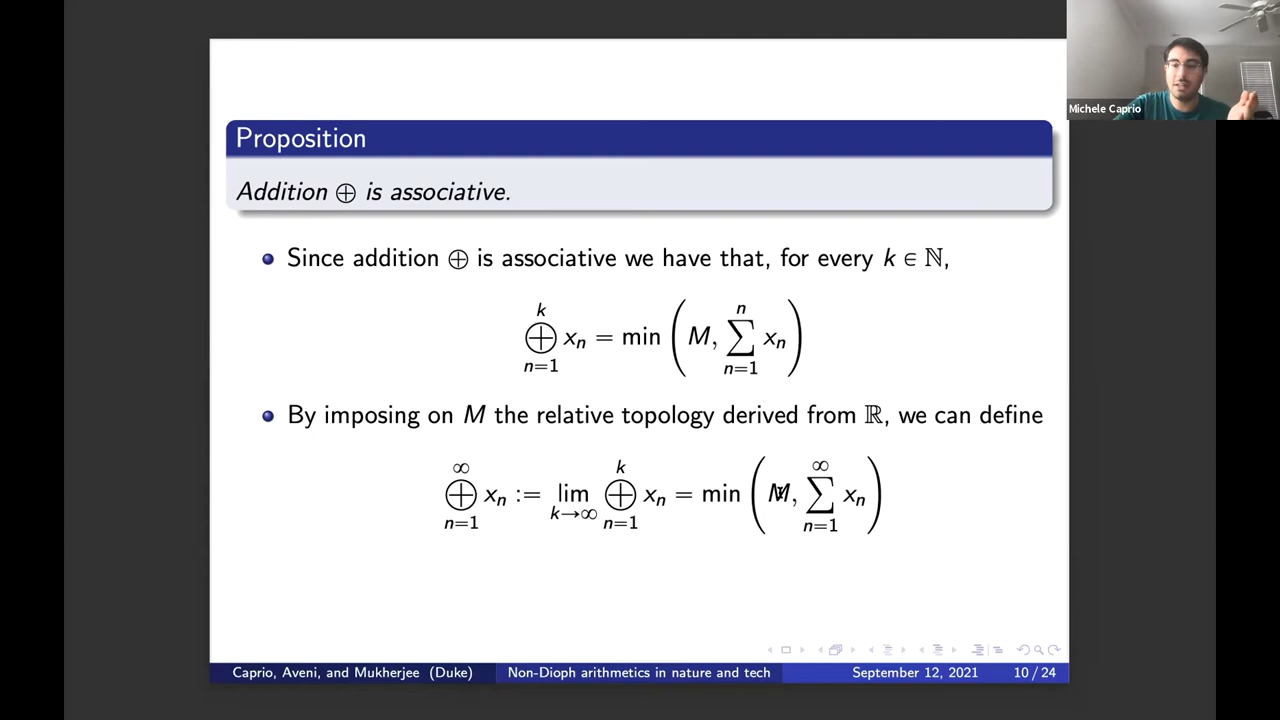 Michele Caprio
Proposition
Addition ⊕ is associative.
Since addition ⊕ is associative we have that, for every k ∈ ℕ,
⊕_{n=1}^{k} x_n = min ( M, ∑_{n=1}^{n} x_n )
By imposing on M the relative topology derived from ℝ, we can define
⊕_{n=1}^{∞} x_n := lim_{k→∞} ⊕_{n=1}^{k} x_n = min ( M, ∑_{n=1}^{∞} x_n )
Caprio, Aveni, and Mukherjee (Duke) Non-Dioph arithmetics in nature and tech September 12, 2021 10 / 24